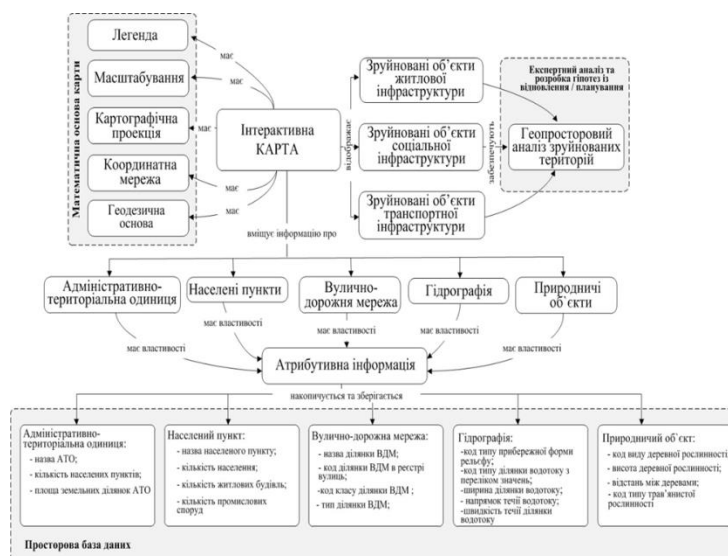 Математична основа карти
Легенда
Масштабування
Картографічна
проекція
Координатна
мережа
Геодезична
основа
має
має
має
має
має
Інтерактивна
КАРТА
відображає
Зруйновані об’єкти
житлової
інфраструктури
Зруйновані об’єкти
соціальної
інфраструктури
Зруйновані об’єкти
транспортної
інфраструктури
забезпечують
Експертний аналіз та
розробка гіпотез із
відновлення / планування
Геопросторовий
аналіз зруйнованих
територій
вміщує інформацію про
Адміністративно-
територіальна одиниця
Населені пункти
Вулично-
дорожня мережа
Гідрографія
Природничі
об`єкти
має властивості
має властивості
має властивості
має властивості
має властивості
Атрибутивна інформація
накопичується та зберігається
Адміністративно-
територіальна одиниця:
- назва АТО;
- кількість населених пунктів;
- площа земельних ділянок АТО
Населений пункт:
- назва населеного пункту;
- кількість населення;
- кількість житлових будівль;
- кількість промислових
споруд
Вулично-дорожна мережа:
- назва ділянки ВДМ;
- код ділянки ВДМ в реєстрі
вулиць;
-код класу ділянки ВДМ ;
- тип ділянки ВДМ;
Гідрографія:
-код типу прибережної форми
рельєфу
-код типу ділянки водотоку з
переліком значень;
-ширина ділянки водотоку;
- напрямок течії водотоку;
-швидкість течії ділянки
водотоку
Природничий об’єкт:
- код виду деревної рослинності;
- висота деревної рослинності;
- відстань між деревами;
- код типу трав’янистої
рослинності
Просторова база даних